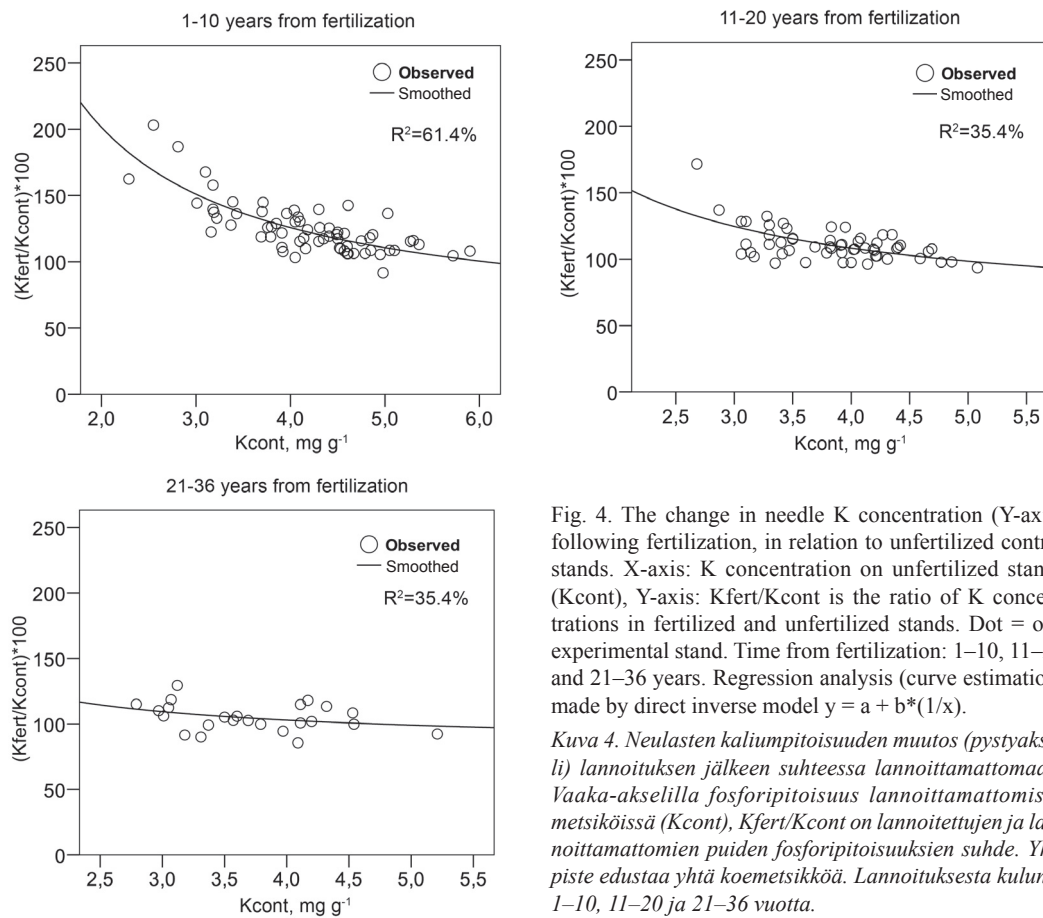 1-10 years from fertilization
250
200
150
100
50
0
(Kfert/Kcont)*100
Observed
Smoothed
R²=61.4%
2,0 3,0 4,0 5,0 6,0
Kcont, mg g⁻¹
11-20 years from fertilization
250
200
150
100
50
0
(Kfert/Kcont)*100
Observed
Smoothed
R²=35.4%
2,5 3,0 3,5 4,0 4,5 5,0 5,5
Kcont, mg g⁻¹
21-36 years from fertilization
250
200
150
100
50
0
(Kfert/Kcont)*100
Observed
Smoothed
R²=35.4%
2,5 3,0 3,5 4,0 4,5 5,0 5,5
Kcont, mg g⁻¹
Fig. 4. The change in needle K concentration (Y-ax
following fertilization, in relation to unfertilized contr
stands. X-axis: K concentration on unfertilized stan
(Kcont), Y-axis: Kfert/Kcont is the ratio of K conce
trations in fertilized and unfertilized stands. Dot = o
experimental stand. Time from fertilization: 1–10, 11–
and 21–36 years. Regression analysis (curve estimatio
made by direct inverse model y = a + b*(1/x).
Kuva 4. Neulasten kaliumpitoisuuden muutos (pystyaks
li) lannoituksen jälkeen suhteessa lannoittamattomaa
Vaaka-akselilla fosforipitoisuus lannoittamattomis
metsiköissä (Kcont), Kfert/Kcont on lannoitettujen ja la
noittamattomien puiden fosforipitoisuuksien suhde. Y
piste edustaa yhtä koemetsikköä. Lannoituksesta kulun
1–10, 11–20 ja 21–36 vuotta.